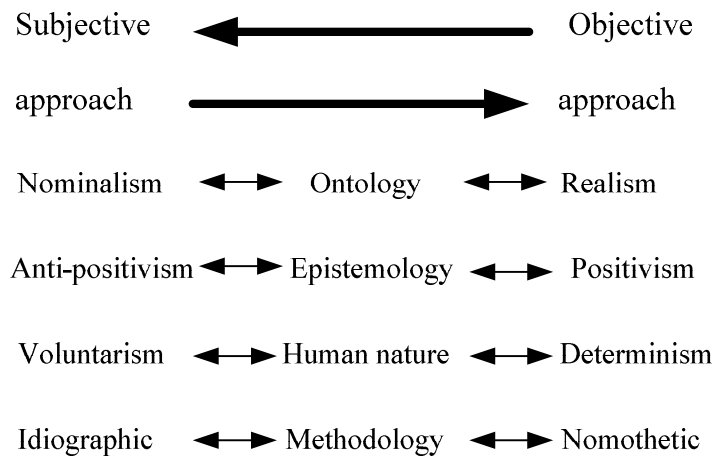 Subjective Objective
approach approach
Nominalism Ontology Realism
Anti-positivism Epistemology Positivism
Voluntarism Human nature Determinism
Idiographic Methodology Nomothetic